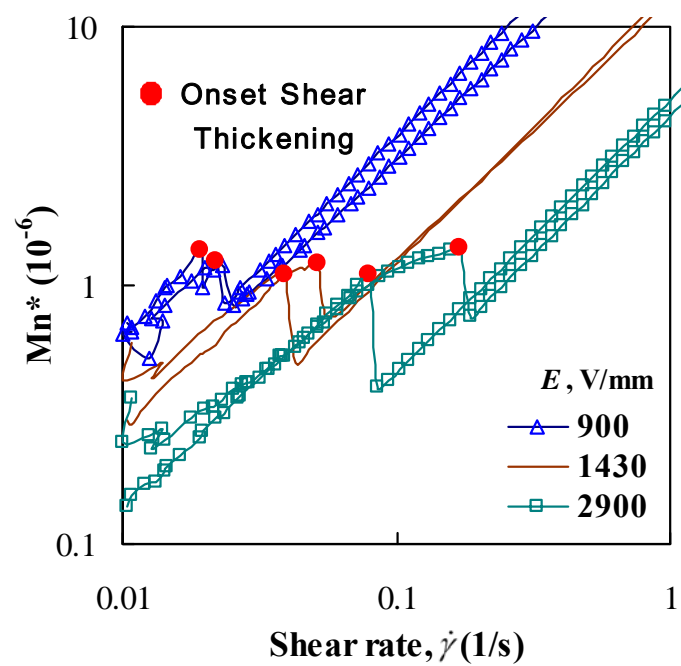 10
Onset Shear
Thickening
Mn* (10⁻⁶)
1
E , V/mm
900
1430
2900
0.1
0.01 0.1 1
Shear rate, γ̇ (1/s)